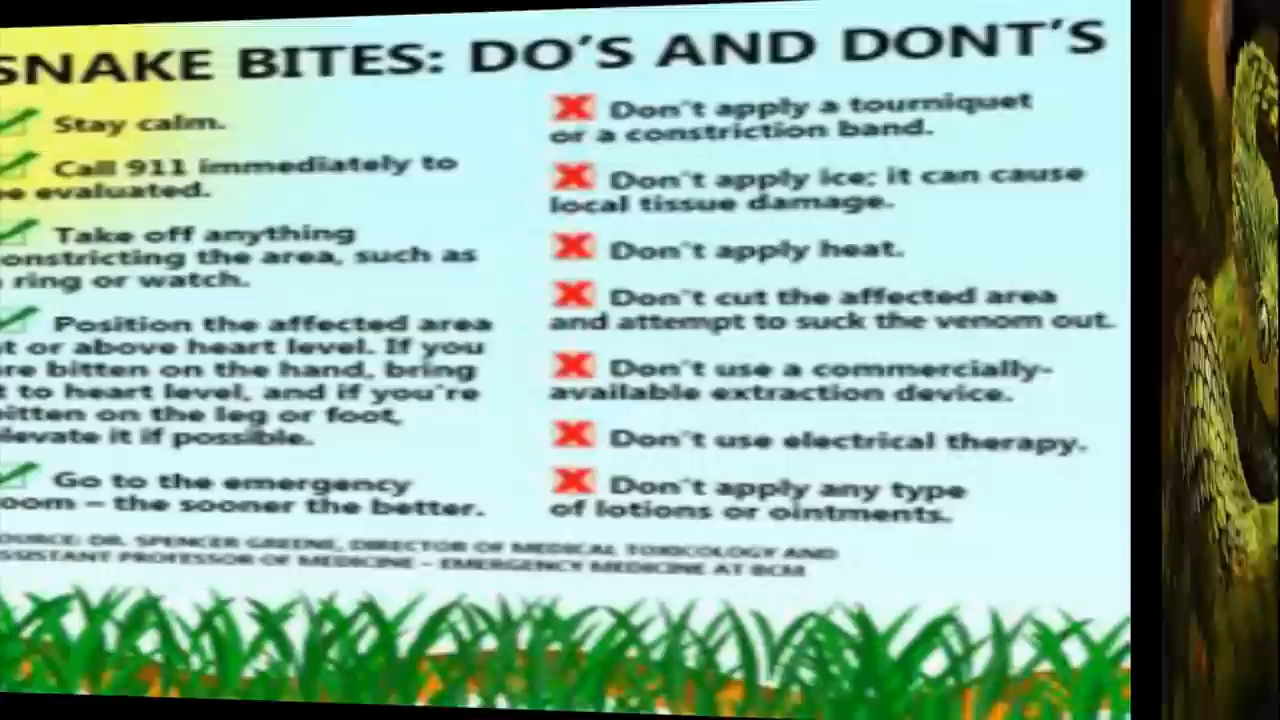 SNAKE BITES: DO'S AND DONT'S
Stay calm.
Call 911 immediately to
be evaluated.
Take off anything
constricting the area, such as
a ring or watch.
Position the affected area
at or above heart level. If you
are bitten on the hand, bring
it to heart level, and if you're
bitten on the leg or foot,
elevate it if possible.
Go to the emergency
room – the sooner the better.
Don't apply a tourniquet
or a constriction band.
Don't apply ice; it can cause
local tissue damage.
Don't apply heat.
Don't cut the affected area
and attempt to suck the venom out.
Don't use a commercially-
available extraction device.
Don't use electrical therapy.
Don't apply any type
of lotions or ointments.
SOURCE: DR. SPENCER GREENE, DIRECTOR OF MEDICAL TOXICOLOGY AND
ASSISTANT PROFESSOR OF MEDICINE – EMERGENCY MEDICINE AT BCM